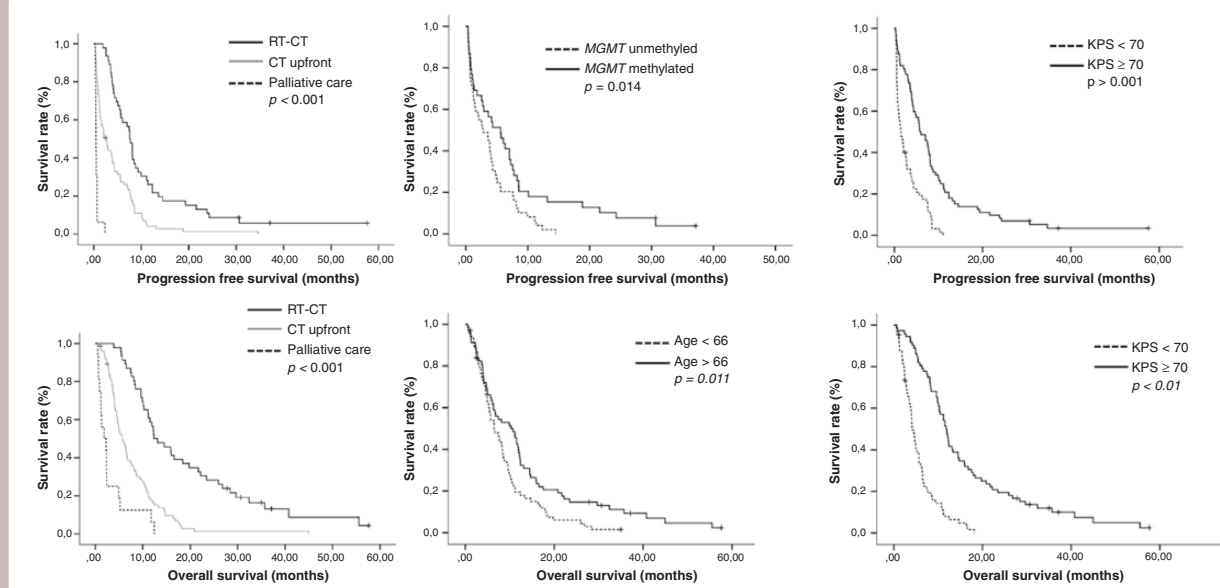 RT-CT
CT upfront
Palliative care
p < 0.001
Survival rate (%)
1,0
0,8
0,6
0,4
0,2
0,0
,00 10,00 20,00 30,00 40,00 50,00 60,00
Progression free survival (months)
MGMT unmethyled
MGMT methylated
p = 0.014
Survival rate (%)
1,0
0,8
0,6
0,4
0,2
0,0
,00 10,00 20,00 30,00 40,00 50,00
Progression free survival (months)
KPS < 70
KPS ≥ 70
p > 0.001
Survival rate (%)
1,0
0,8
0,6
0,4
0,2
0,0
,00 20,00 40,00 60,00
Progression free survival (months)
RT-CT
CT upfront
Palliative care
p < 0.001
Survival rate (%)
1,0
0,8
0,6
0,4
0,2
0,0
,00 10,00 20,00 30,00 40,00 50,00 60,00
Overall survival (months)
Age < 66
Age > 66
p = 0.011
Survival rate (%)
1,0
0,8
0,6
0,4
0,2
0,0
,00 10,00 20,00 30,00 40,00 50,00 60,00
Overall survival (months)
KPS < 70
KPS ≥ 70
p < 0.01
Survival rate (%)
1,0
0,8
0,6
0,4
0,2
0,0
,00 20,00 40,00 60,00
Overall survival (months)